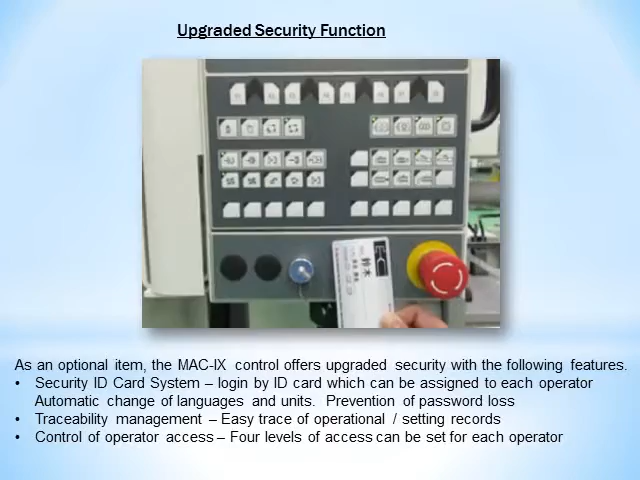 Upgraded Security Function
As an optional item, the MAC-IX control offers upgraded security with the following features.
• Security ID Card System – login by ID card which can be assigned to each operator
Automatic change of languages and units. Prevention of password loss
• Traceability management – Easy trace of operational / setting records
• Control of operator access – Four levels of access can be set for each operator